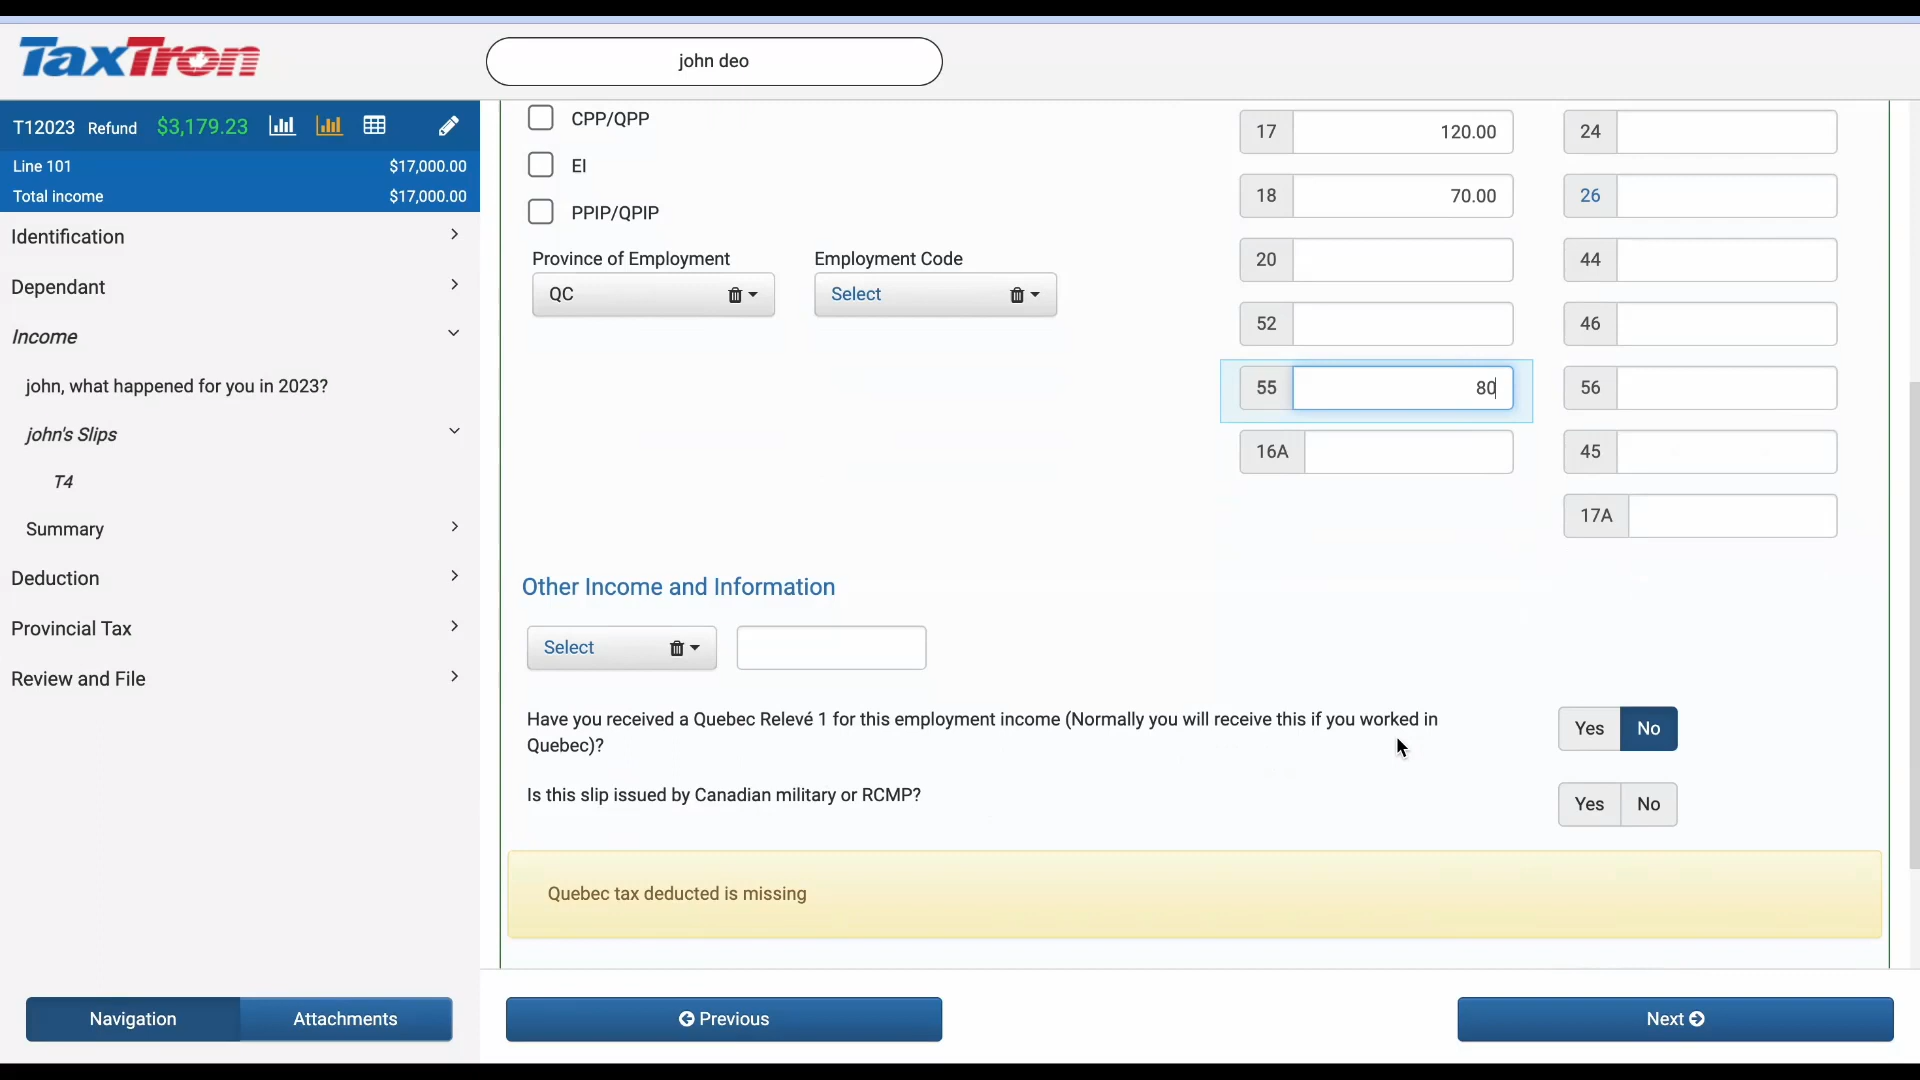 TaxTron
john deo
T12023 Refund $3,179.23
Line 101 $17,000.00
Total income $17,000.00
Identification
Dependant
Income
john, what happened for you in 2023?
john's Slips
T4
Summary
Deduction
Provincial Tax
Review and File
Navigation Attachments
CPP/QPP
EI
PPIP/QPIP
Province of Employment Employment Code
QC Select
17 120.00 24
18 70.00 26
20 44
52 46
55 80 56
16A 45
17A
Other Income and Information
Select
Have you received a Quebec Relevé 1 for this employment income (Normally you will receive this if you worked in
Quebec)?
Yes No
Is this slip issued by Canadian military or RCMP?
Yes No
Quebec tax deducted is missing
Previous Next